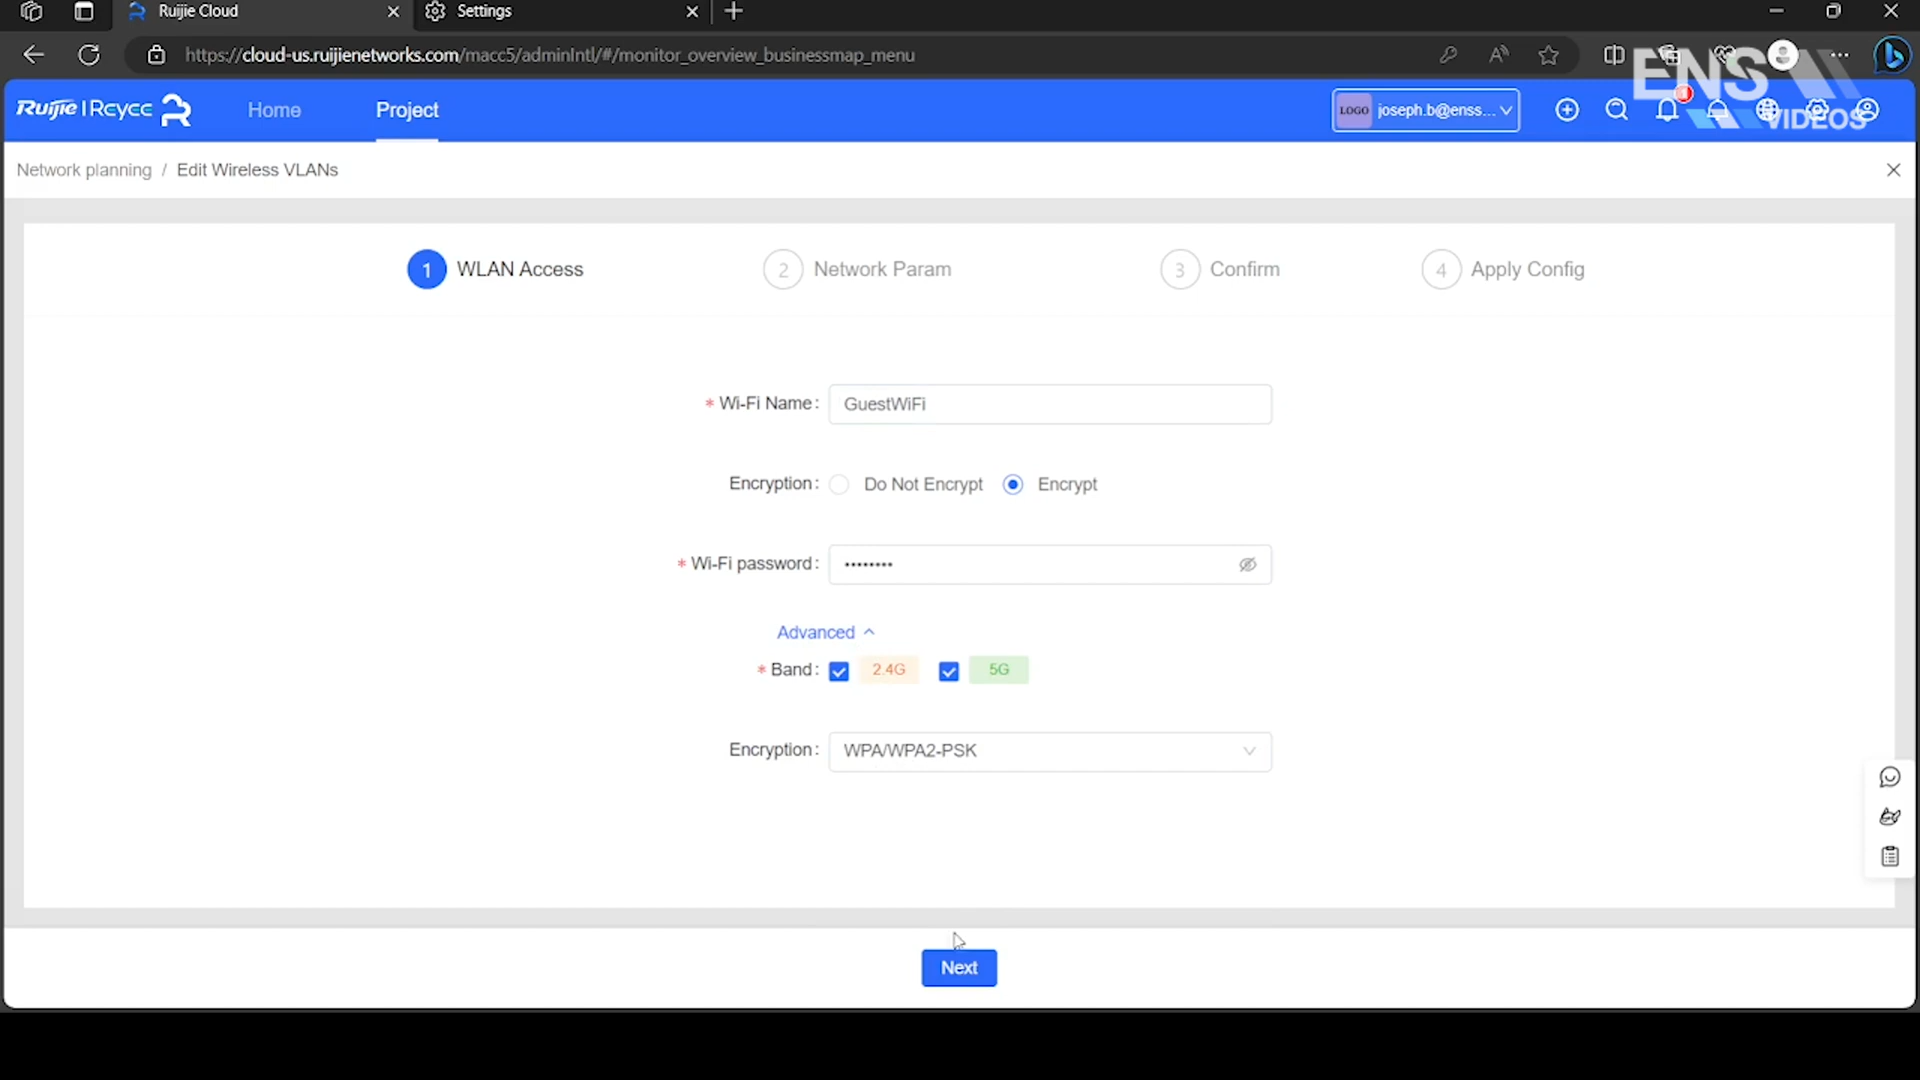 Ruijie Cloud
Settings
https://cloud-us.ruijienetworks.com/macc5/adminIntl/#/monitor_overview_businessmap_menu
ENS
VIDEOS
Ruijie | Reyee
Home
Project
LOGO joseph.b@enss...
1
Network planning / Edit Wireless VLANs
1 WLAN Access
2 Network Param
3 Confirm
4 Apply Config
* Wi-Fi Name: GuestWiFi
Encryption: Do Not Encrypt Encrypt
* Wi-Fi password: ••••••••
Advanced
* Band: 2.4G 5G
Encryption: WPA/WPA2-PSK
Next